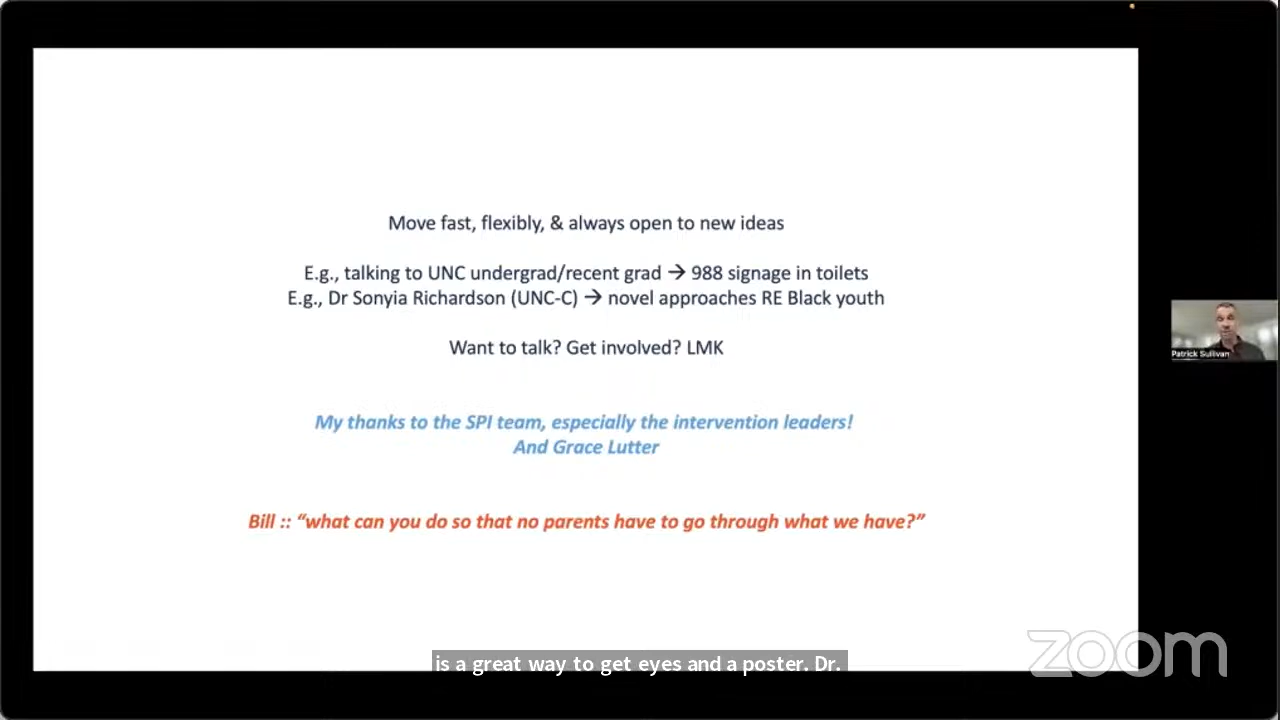 Move fast, flexibly, & always open to new ideas
E.g., talking to UNC undergrad/recent grad → 988 signage in toilets
E.g., Dr Sonyia Richardson (UNC-C) → novel approaches RE Black youth
Want to talk? Get involved? LMK
My thanks to the SPI team, especially the intervention leaders!
And Grace Lutter
Bill :: “what can you do so that no parents have to go through what we have?”
Patrick Sullivan
is a great way to get eyes and a poster. Dr.
zoom